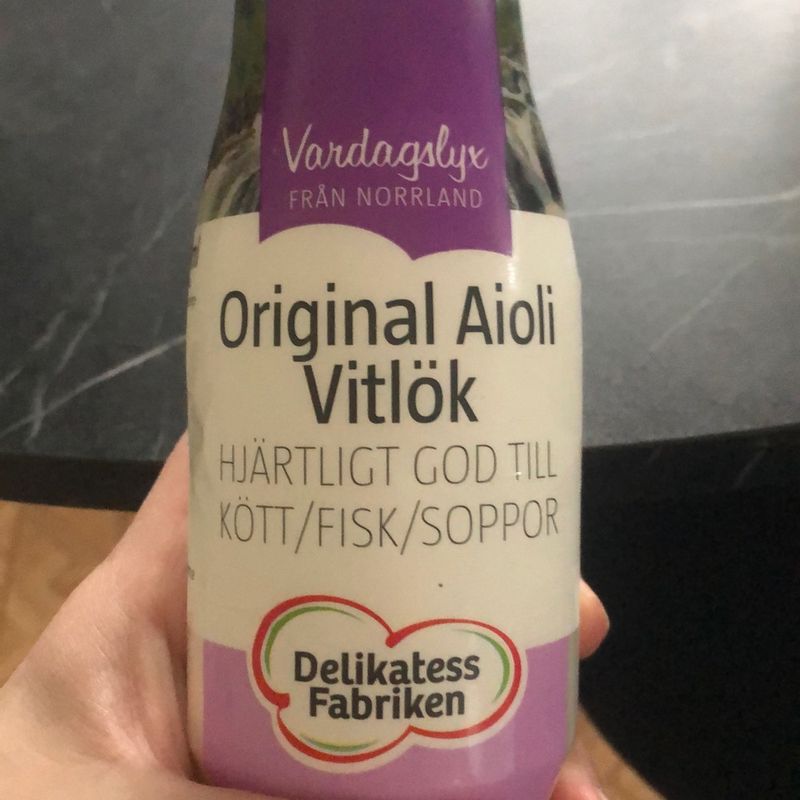 Vardagslyx
FRÅN NORRLAND
Original Aioli
Vitlök
HJÄRTLIGT GOD TILL
KÖTT/FISK/SOPPOR
Delikatess
Fabriken